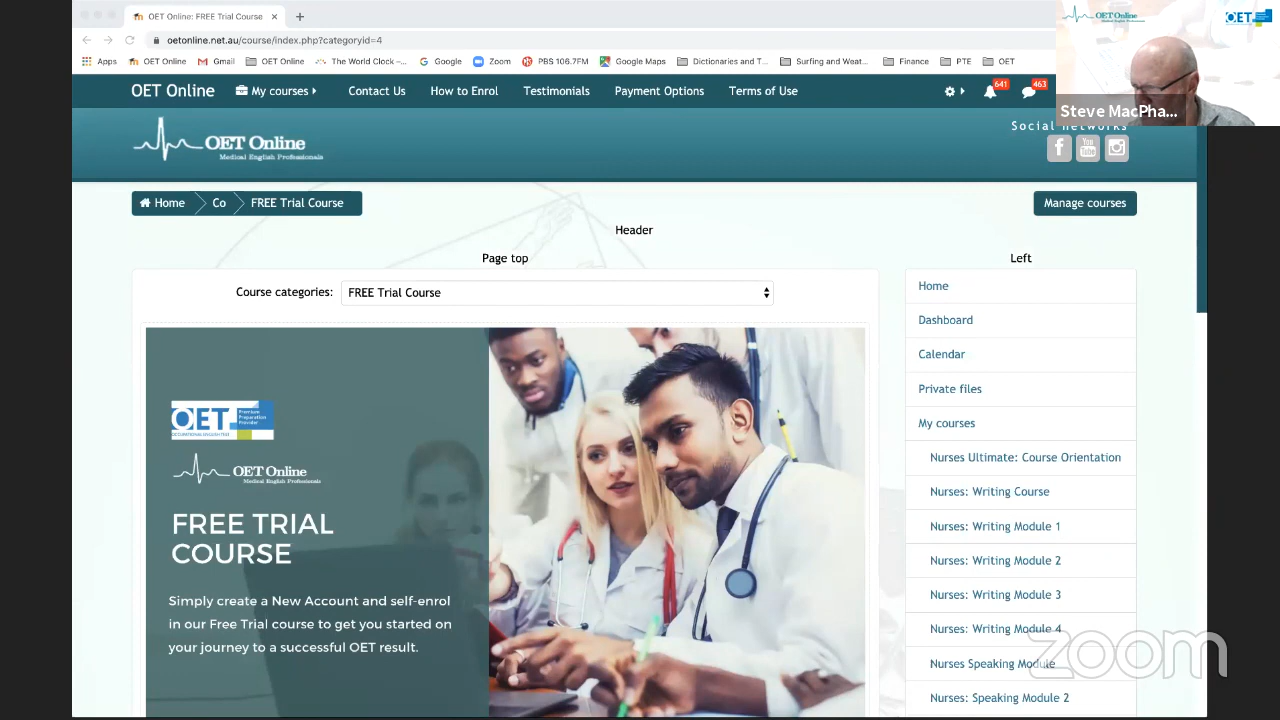 OET Online: FREE Trial Course
oetonline.net.au/course/index.php?categoryid=4
Apps OET Online Gmail OET Online The World Clock -... Google Zoom PBS 106.7FM Google Maps Dictionaries and T... Surfing and Weat... Finance PTE OET
OET Online
OET
Steve MacPha...
OET Online My courses Contact Us How to Enrol Testimonials Payment Options Terms of Use 641 463
OET Online
Medical English Professionals
Social networks
You Tube
Home Co FREE Trial Course Manage courses
Header
Page top
Left
Course categories: FREE Trial Course
OET
Premium Preparation Provider
OCCUPATIONAL ENGLISH TEST
OET Online
Medical English Professionals
FREE TRIAL
COURSE
Simply create a New Account and self-enrol
in our Free Trial course to get you started on
your journey to a successful OET result.
Home
Dashboard
Calendar
Private files
My courses
Nurses Ultimate: Course Orientation
Nurses: Writing Course
Nurses: Writing Module 1
Nurses: Writing Module 2
Nurses: Writing Module 3
Nurses: Writing Module 4
Nurses Speaking Module
Nurses: Speaking Module 2
zoom